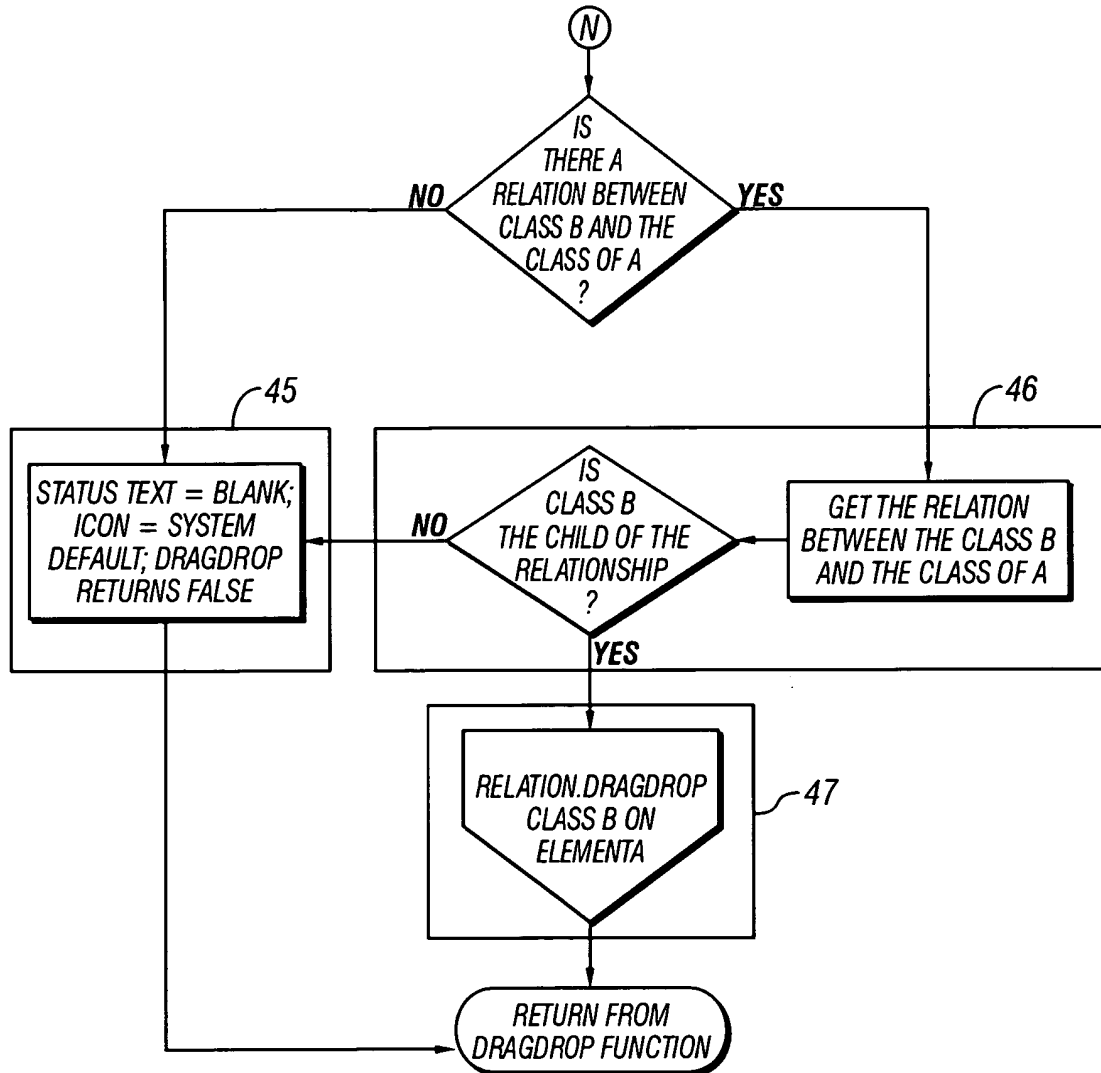 N
IS
THERE A
RELATION BETWEEN
CLASS B AND THE
CLASS OF A
?
NO
YES
45
46
STATUS TEXT = BLANK;
ICON = SYSTEM
DEFAULT; DRAGDROP
RETURNS FALSE
NO
IS
CLASS B
THE CHILD OF THE
RELATIONSHIP
?
YES
GET THE RELATION
BETWEEN THE CLASS B
AND THE CLASS OF A
RELATION.DRAGDROP
CLASS B ON
ELEMENTA
47
RETURN FROM
DRAGDROP FUNCTION